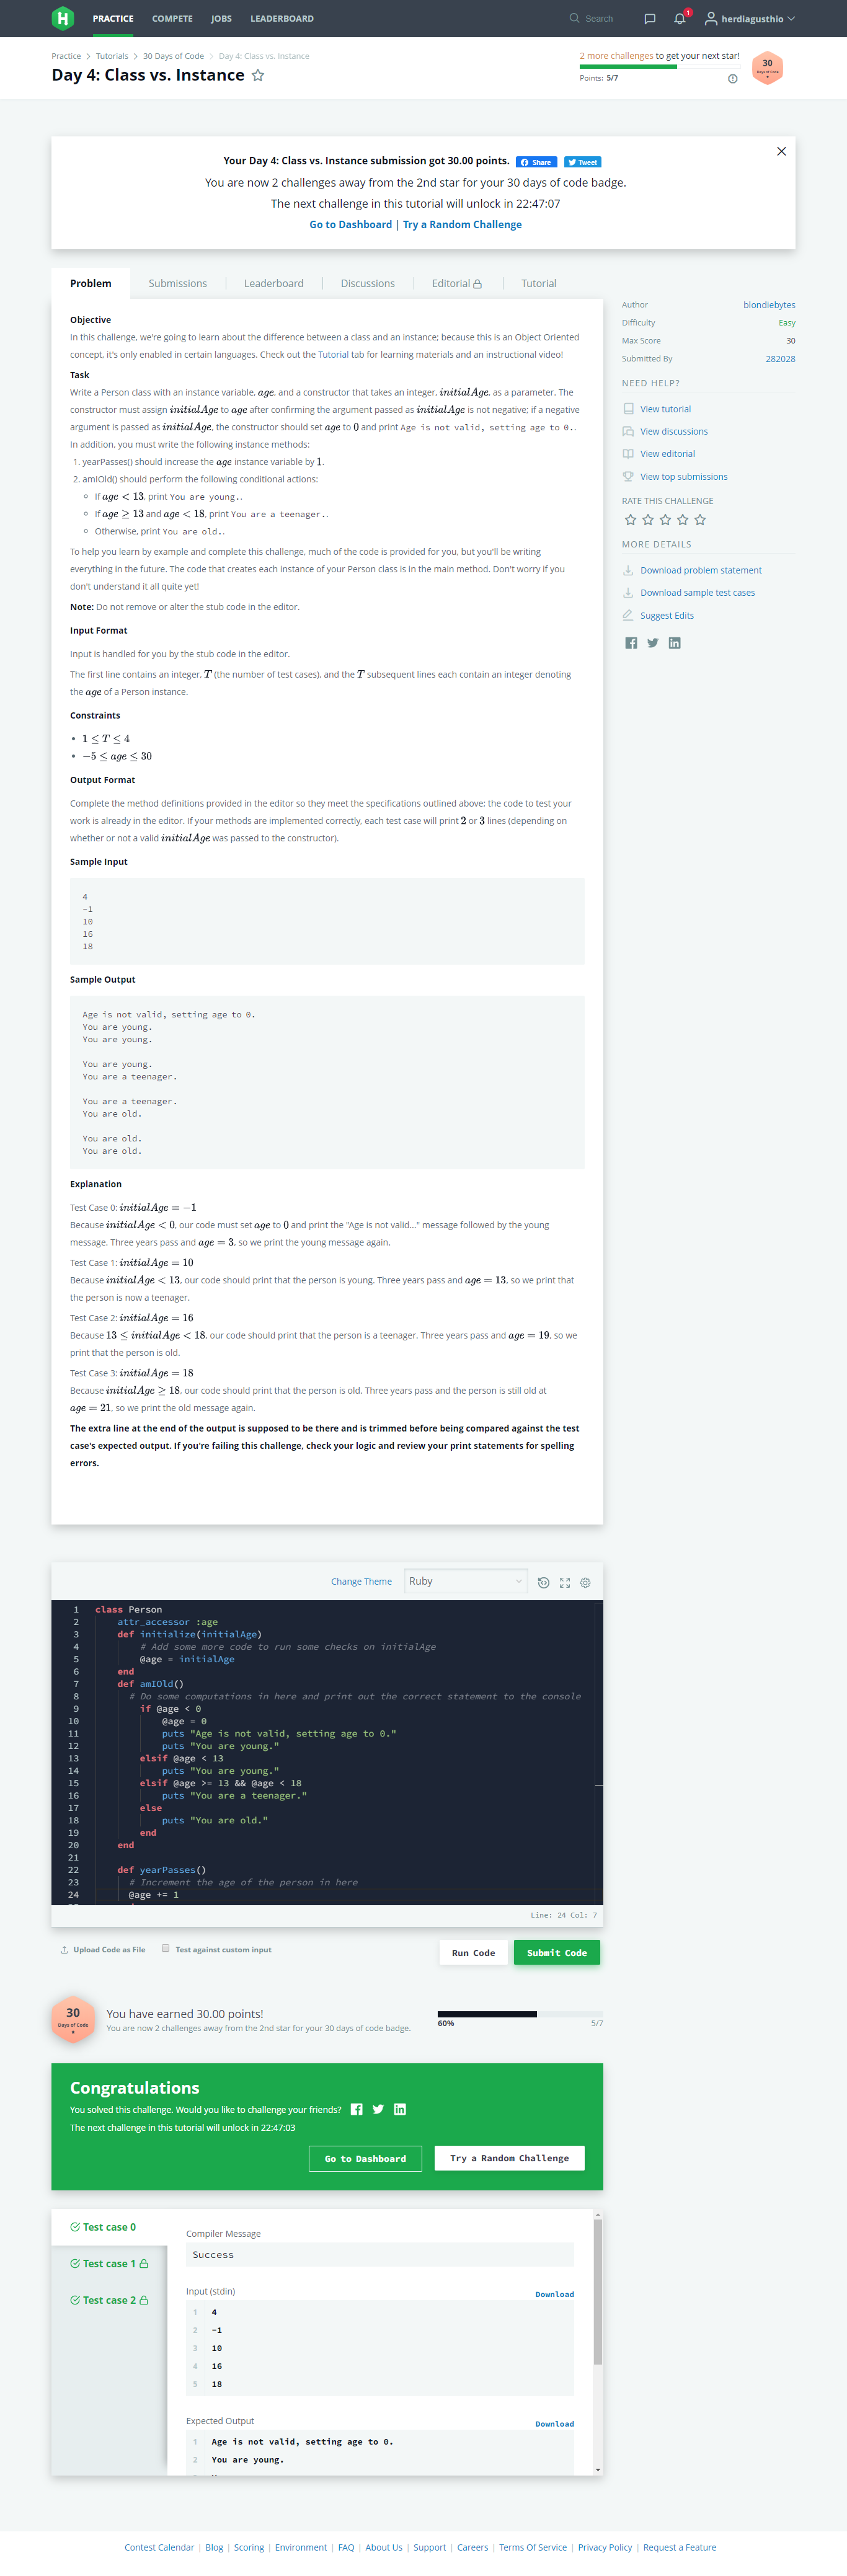 PRACTICE COMPETE JOBS LEADERBOARD Search 1 herdiagusthio
Practice > Tutorials > 30 Days of Code > Day 4: Class vs. Instance
Day 4: Class vs. Instance
2 more challenges to get your next star!
Points: 5/7
30
Days of Code
Your Day 4: Class vs. Instance submission got 30.00 points. Share Tweet
You are now 2 challenges away from the 2nd star for your 30 days of code badge.
The next challenge in this tutorial will unlock in 22:47:07
Go to Dashboard | Try a Random Challenge
Problem Submissions Leaderboard Discussions Editorial Tutorial
Objective
In this challenge, we're going to learn about the difference between a class and an instance; because this is an Object Oriented
concept, it's only enabled in certain languages. Check out the Tutorial tab for learning materials and an instructional video!
Task
Write a Person class with an instance variable, age, and a constructor that takes an integer, initialAge, as a parameter. The
constructor must assign initialAge to age after confirming the argument passed as initialAge is not negative; if a negative
argument is passed as initialAge, the constructor should set age to 0 and print Age is not valid, setting age to 0..
In addition, you must write the following instance methods:
1. yearPasses() should increase the age instance variable by 1.
2. amIOld() should perform the following conditional actions:
If age < 13, print You are young..
If age ≥ 13 and age < 18, print You are a teenager..
Otherwise, print You are old..
To help you learn by example and complete this challenge, much of the code is provided for you, but you'll be writing
everything in the future. The code that creates each instance of your Person class is in the main method. Don't worry if you
don't understand it all quite yet!
Note: Do not remove or alter the stub code in the editor.
Input Format
Input is handled for you by the stub code in the editor.
The first line contains an integer, T (the number of test cases), and the T subsequent lines each contain an integer denoting
the age of a Person instance.
Constraints
1 ≤ T ≤ 4
−5 ≤ age ≤ 30
Output Format
Complete the method definitions provided in the editor so they meet the specifications outlined above; the code to test your
work is already in the editor. If your methods are implemented correctly, each test case will print 2 or 3 lines (depending on
whether or not a valid initialAge was passed to the constructor).
Sample Input
4
-1
10
16
18
Sample Output
Age is not valid, setting age to 0.
You are young.
You are young.
You are young.
You are a teenager.
You are a teenager.
You are old.
You are old.
You are old.
Explanation
Test Case 0: initialAge = −1
Because initialAge < 0, our code must set age to 0 and print the "Age is not valid..." message followed by the young
message. Three years pass and age = 3, so we print the young message again.
Test Case 1: initialAge = 10
Because initialAge < 13, our code should print that the person is young. Three years pass and age = 13, so we print that
the person is now a teenager.
Test Case 2: initialAge = 16
Because 13 ≤ initialAge < 18, our code should print that the person is a teenager. Three years pass and age = 19, so we
print that the person is old.
Test Case 3: initialAge = 18
Because initialAge ≥ 18, our code should print that the person is old. Three years pass and the person is still old at
age = 21, so we print the old message again.
The extra line at the end of the output is supposed to be there and is trimmed before being compared against the test
case's expected output. If you're failing this challenge, check your logic and review your print statements for spelling
errors.
Author blondiebytes
Difficulty Easy
Max Score 30
Submitted By 282028
NEED HELP?
View tutorial
View discussions
View editorial
View top submissions
RATE THIS CHALLENGE
MORE DETAILS
Download problem statement
Download sample test cases
Suggest Edits
Change Theme Ruby
1 class Person
2 attr_accessor :age
3 def initialize(initialAge)
4 # Add some more code to run some checks on initialAge
5 @age = initialAge
6 end
7 def amIOld()
8 # Do some computations in here and print out the correct statement to the console
9 if @age < 0
10 @age = 0
11 puts "Age is not valid, setting age to 0."
12 puts "You are young."
13 elsif @age < 13
14 puts "You are young."
15 elsif @age >= 13 && @age < 18
16 puts "You are a teenager."
17 else
18 puts "You are old."
19 end
20 end
21
22 def yearPasses()
23 # Increment the age of the person in here
24 @age += 1
Line: 24 Col: 7
Upload Code as File Test against custom input Run Code Submit Code
30
Days of Code
You have earned 30.00 points!
You are now 2 challenges away from the 2nd star for your 30 days of code badge.
60% 5/7
Congratulations
You solved this challenge. Would you like to challenge your friends?
The next challenge in this tutorial will unlock in 22:47:03
Go to Dashboard Try a Random Challenge
Test case 0
Test case 1
Test case 2
Compiler Message
Success
Input (stdin) Download
1 4
2 -1
3 10
4 16
5 18
Expected Output Download
1 Age is not valid, setting age to 0.
2 You are young.
Contest Calendar | Blog | Scoring | Environment | FAQ | About Us | Support | Careers | Terms Of Service | Privacy Policy | Request a Feature